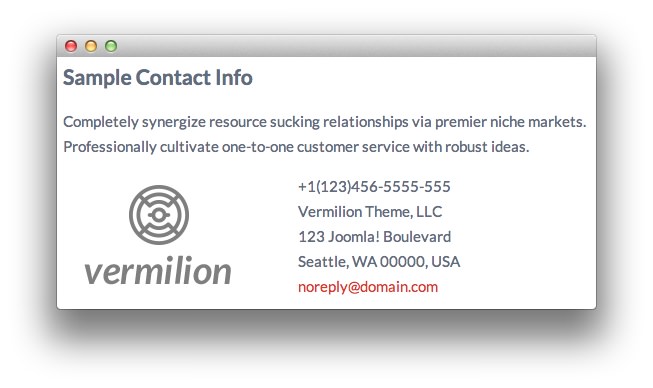 Sample Contact Info
Completely synergize resource sucking relationships via premier niche markets.
Professionally cultivate one-to-one customer service with robust ideas.
vermilion
+1(123)456-5555-555
Vermilion Theme, LLC
123 Joomla! Boulevard
Seattle, WA 00000, USA
noreply@domain.com